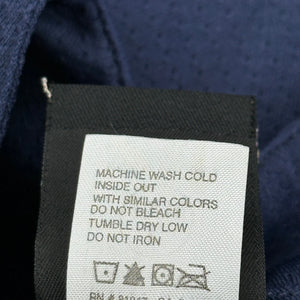 MACHINE WASH COLD
INSIDE OUT
WITH SIMILAR COLORS
DO NOT BLEACH
TUMBLE DRY LOW
DO NOT IRON